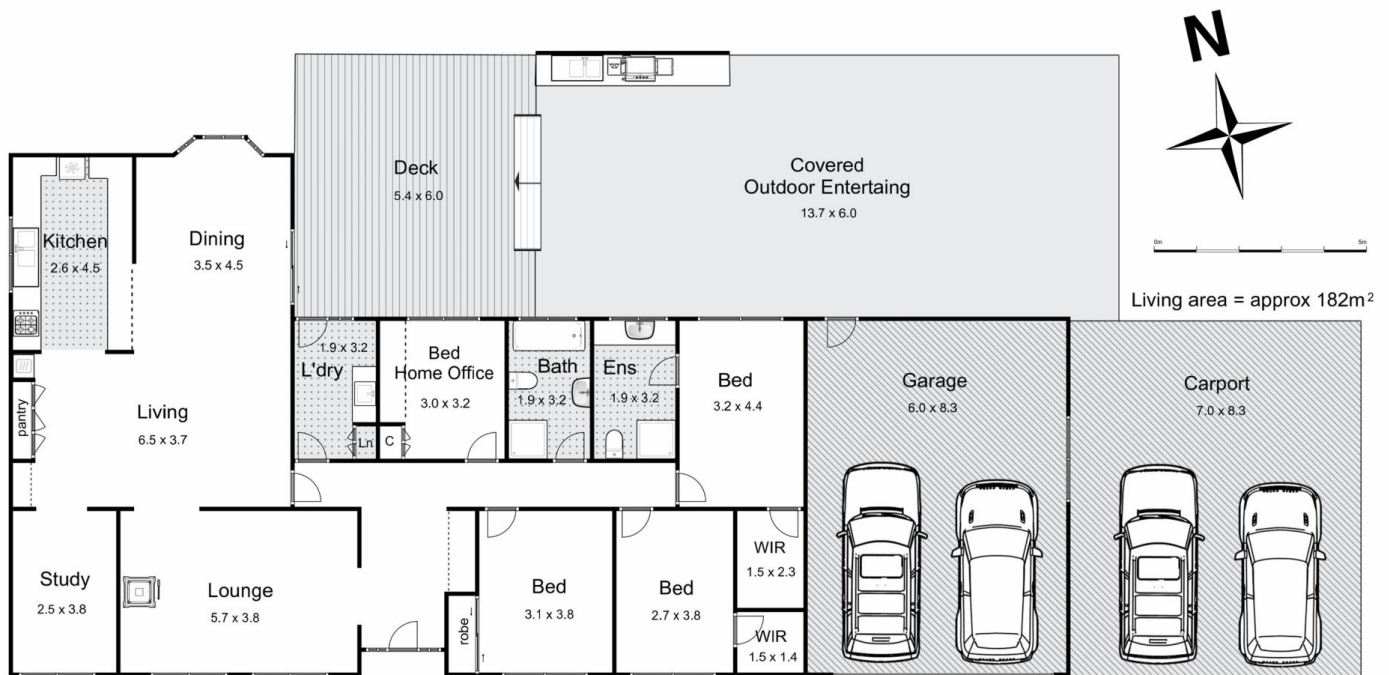 N
Deck
5.4 x 6.0
Covered
Outdoor Entertaing
13.7 x 6.0
Kitchen
2.6 x 4.5
Dining
3.5 x 4.5
0m
5m
Living area = approx 182m²
1.9 x 3.2
L'dry
Bed
Home Office
3.0 x 3.2
Bath
1.9 x 3.2
Ens
1.9 x 3.2
Bed
3.2 x 4.4
Garage
6.0 x 8.3
Carport
7.0 x 8.3
pantry
Living
6.5 x 3.7
Ln
C
Study
2.5 x 3.8
Lounge
5.7 x 3.8
robe
Bed
3.1 x 3.8
Bed
2.7 x 3.8
WIR
1.5 x 2.3
WIR
1.5 x 1.4